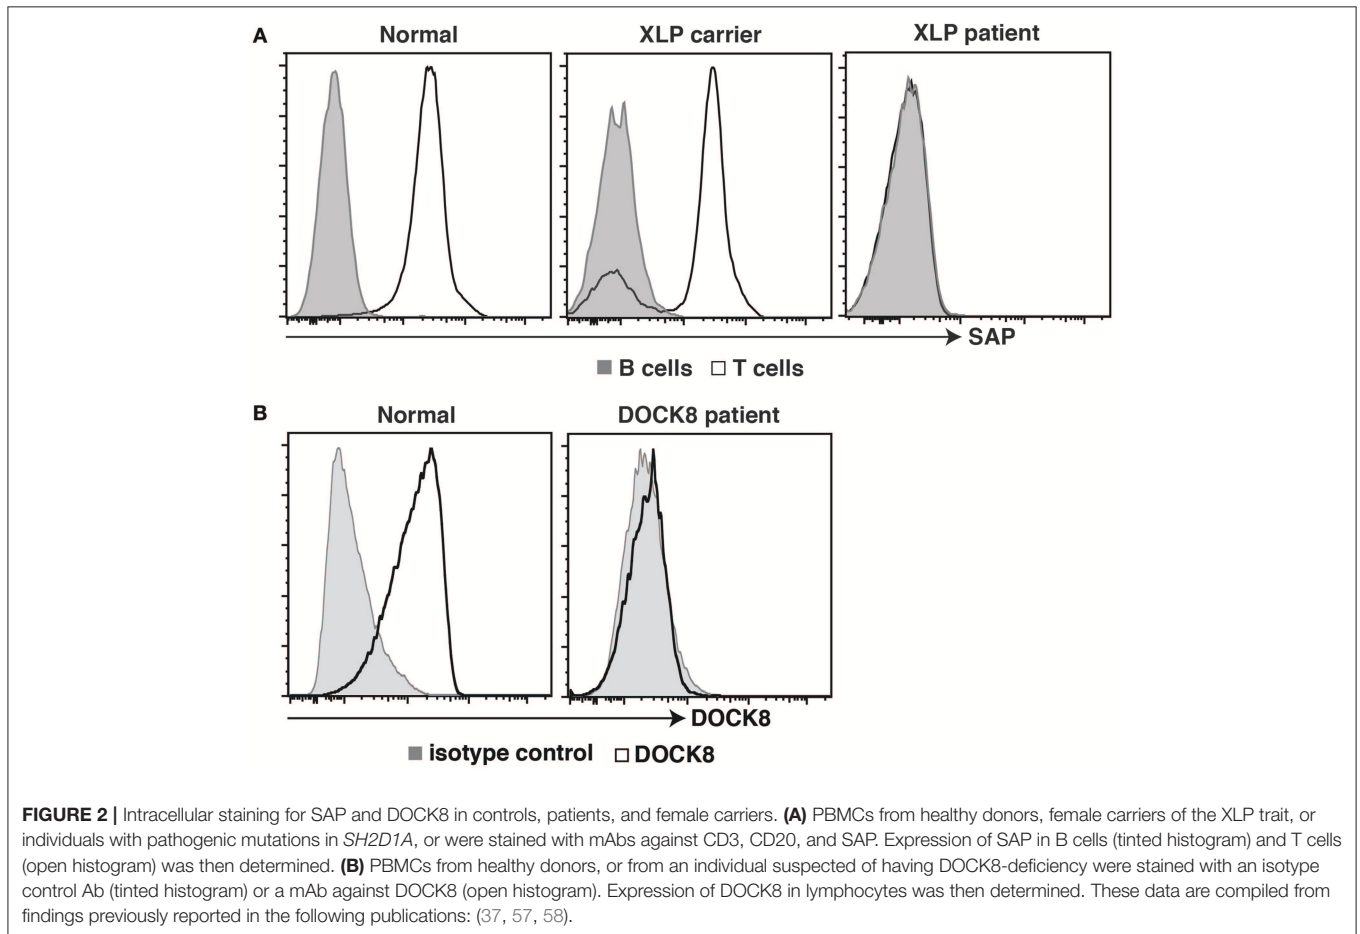 A
Normal
XLP carrier
XLP patient
SAP
B cells T cells
B
Normal
DOCK8 patient
DOCK8
isotype control DOCK8
FIGURE 2 | Intracellular staining for SAP and DOCK8 in controls, patients, and female carriers. (A) PBMCs from healthy donors, female carriers of the XLP trait, or
individuals with pathogenic mutations in SH2D1A, or were stained with mAbs against CD3, CD20, and SAP. Expression of SAP in B cells (tinted histogram) and T cells
(open histogram) was then determined. (B) PBMCs from healthy donors, or from an individual suspected of having DOCK8-deficiency were stained with an isotype
control Ab (tinted histogram) or a mAb against DOCK8 (open histogram). Expression of DOCK8 in lymphocytes was then determined. These data are compiled from
findings previously reported in the following publications: (37, 57, 58).